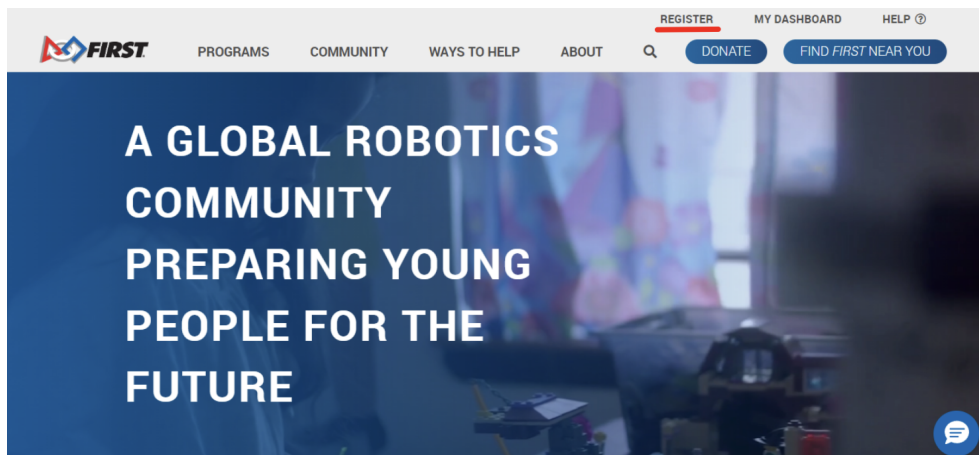 REGISTER MY DASHBOARD HELP ?
FIRST. PROGRAMS COMMUNITY WAYS TO HELP ABOUT DONATE FIND FIRST NEAR YOU
A GLOBAL ROBOTICS
COMMUNITY
PREPARING YOUNG
PEOPLE FOR THE
FUTURE